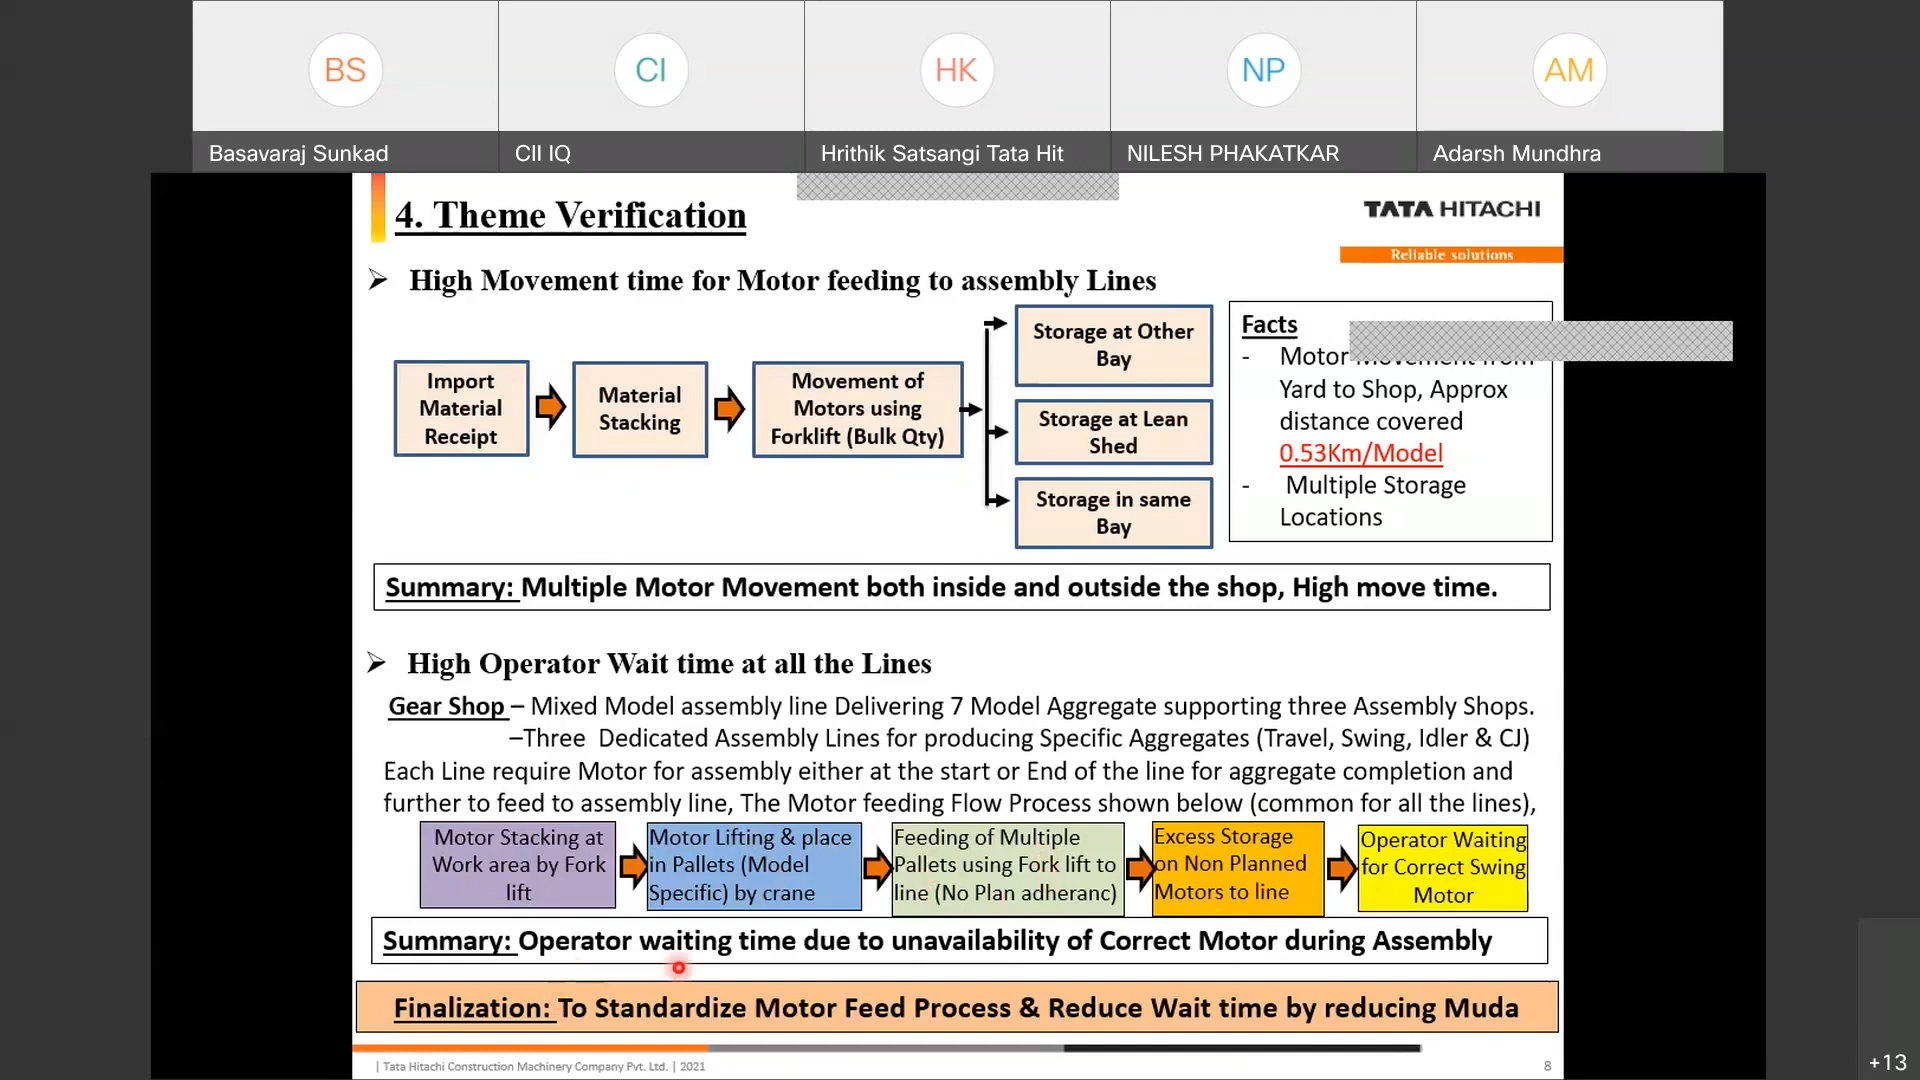 BS
CI
HK
NP
AM
Basavaraj Sunkad
CII IQ
Hrithik Satsangi Tata Hit
NILESH PHAKATKAR
Adarsh Mundhra
4. Theme Verification
TATA HITACHI
Reliable solutions
➢ High Movement time for Motor feeding to assembly Lines
Import
Material
Receipt
Material
Stacking
Movement of
Motors using
Forklift (Bulk Qty)
Storage at Other
Bay
Storage at Lean
Shed
Storage in same
Bay
Facts
- Motor Movement from
Yard to Shop, Approx
distance covered
0.53Km/Model
- Multiple Storage
Locations
Summary: Multiple Motor Movement both inside and outside the shop, High move time.
➢ High Operator Wait time at all the Lines
Gear Shop – Mixed Model assembly line Delivering 7 Model Aggregate supporting three Assembly Shops.
–Three Dedicated Assembly Lines for producing Specific Aggregates (Travel, Swing, Idler & CJ)
Each Line require Motor for assembly either at the start or End of the line for aggregate completion and
further to feed to assembly line, The Motor feeding Flow Process shown below (common for all the lines),
Motor Stacking at
Work area by Fork
lift
Motor Lifting & place
in Pallets (Model
Specific) by crane
Feeding of Multiple
Pallets using Fork lift to
line (No Plan adheranc)
Excess Storage
on Non Planned
Motors to line
Operator Waiting
for Correct Swing
Motor
Summary: Operator waiting time due to unavailability of Correct Motor during Assembly
Finalization: To Standardize Motor Feed Process & Reduce Wait time by reducing Muda
| Tata Hitachi Construction Machinery Company Pvt. Ltd. | 2021
8
+13